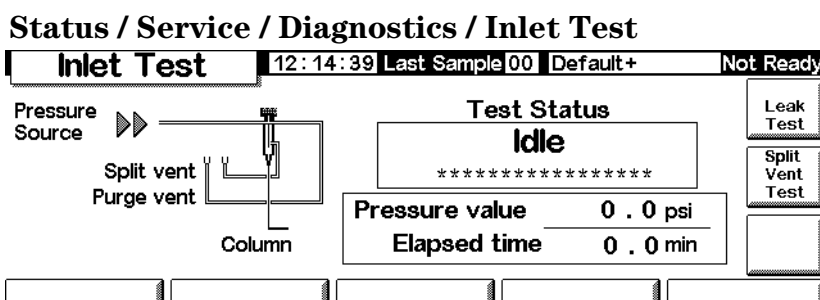 Status / Service / Diagnostics / Inlet Test
Inlet Test 12:14:39 Last Sample 00 Default+ Not Ready
Pressure
Source
Split vent
Purge vent
Column
Test Status
Idle
*****************
Pressure value 0.0 psi
Elapsed time 0.0 min
Leak
Test
Split
Vent
Test